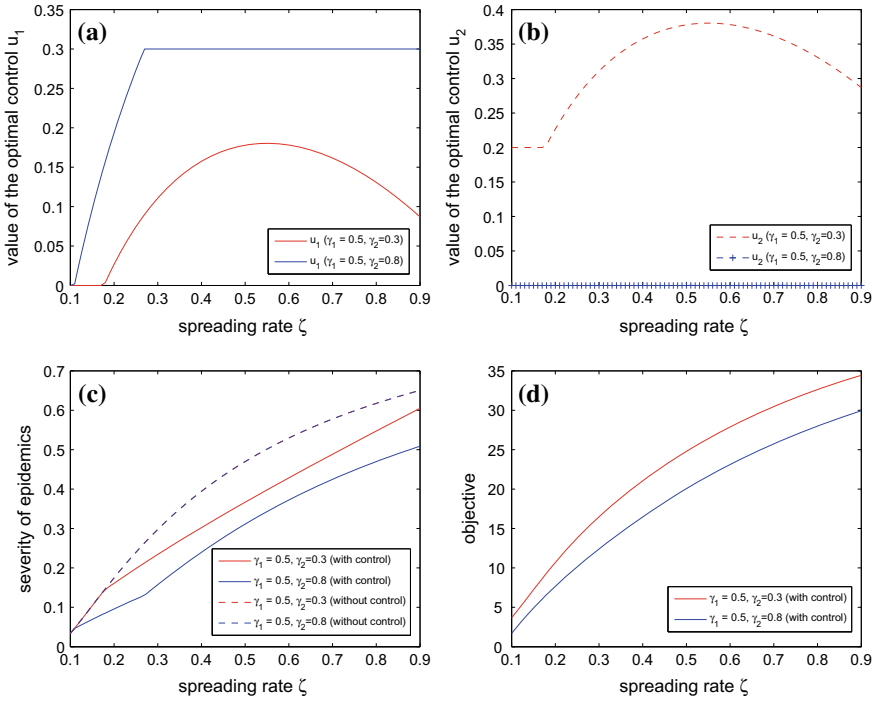 (a)
value of the optimal control u₁
0.35
0.3
0.25
0.2
0.15
0.1
0.05
0
0.1 0.2 0.3 0.4 0.5 0.6 0.7 0.8 0.9
spreading rate ζ
u₁ (γ₁ = 0.5, γ₂=0.3)
u₁ (γ₁ = 0.5, γ₂=0.8)
(b)
value of the optimal control u₂
0.4
0.35
0.3
0.25
0.2
0.15
0.1
0.05
0
0.1 0.2 0.3 0.4 0.5 0.6 0.7 0.8 0.9
spreading rate ζ
u₂ (γ₁ = 0.5, γ₂=0.3)
u₂ (γ₁ = 0.5, γ₂=0.8)
(c)
severity of epidemics
0.7
0.6
0.5
0.4
0.3
0.2
0.1
0
0.1 0.2 0.3 0.4 0.5 0.6 0.7 0.8 0.9
spreading rate ζ
γ₁ = 0.5, γ₂=0.3 (with control)
γ₁ = 0.5, γ₂=0.8 (with control)
γ₁ = 0.5, γ₂=0.3 (without control)
γ₁ = 0.5, γ₂=0.8 (without control)
(d)
objective
35
30
25
20
15
10
5
0
0.1 0.2 0.3 0.4 0.5 0.6 0.7 0.8 0.9
spreading rate ζ
γ₁ = 0.5, γ₂=0.3 (with control)
γ₁ = 0.5, γ₂=0.8 (with control)